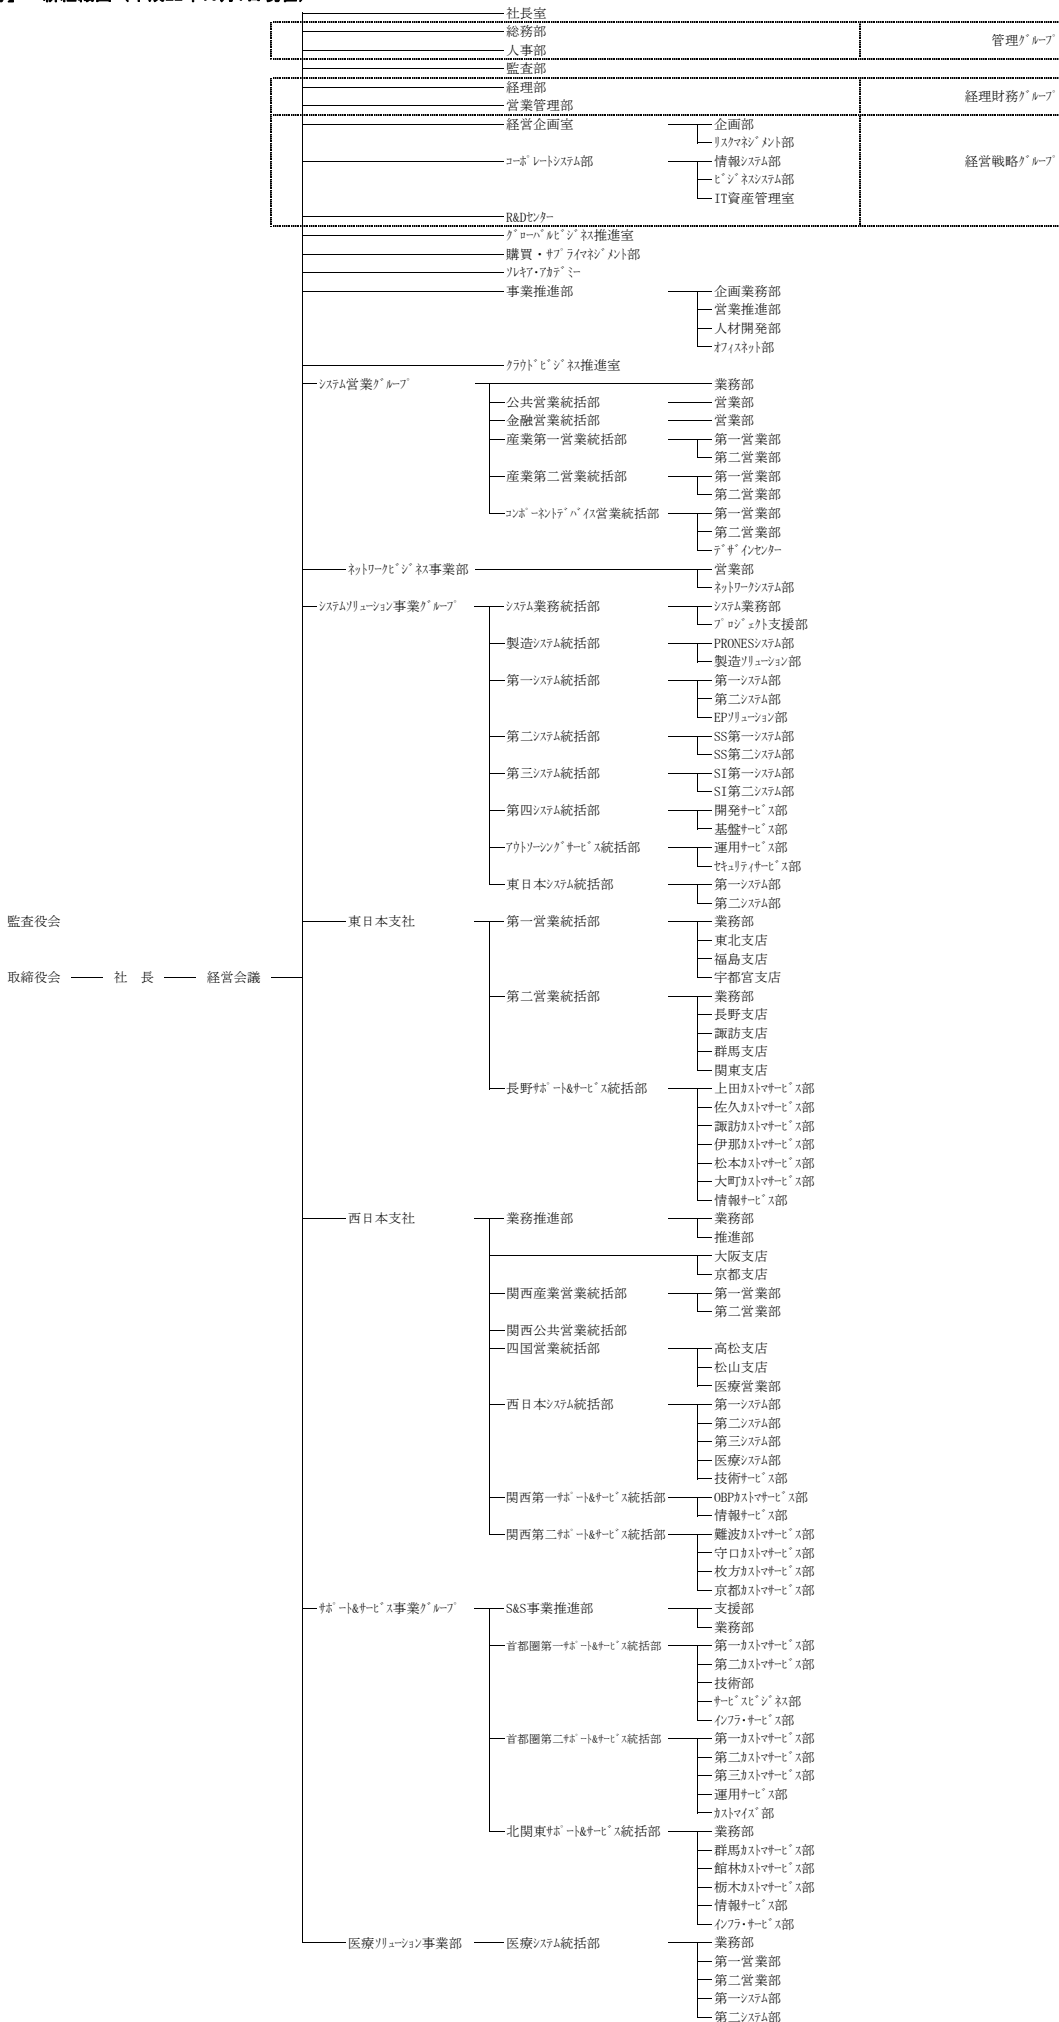 社長室
総務部
管理ｸﾞﾙｰﾌﾟ
人事部
監査部
経理部
経理財務ｸﾞﾙｰﾌﾟ
営業管理部
経営企画室 企画部
ﾘｽｸﾏﾈｼﾞﾒﾝﾄ部
ｺｰﾎﾟﾚｰﾄｼｽﾃﾑ部 情報ｼｽﾃﾑ部 経営戦略ｸﾞﾙｰﾌﾟ
ﾋﾞｼﾞﾈｽｼｽﾃﾑ部
IT資産管理室
R&Dｾﾝﾀｰ
ｸﾞﾛｰﾊﾞﾙﾋﾞｼﾞﾈｽ推進室
購買・ｻﾌﾟﾗｲﾏﾈｼﾞﾒﾝﾄ部
ｿﾚｷｱ･ｱｶﾃﾞﾐｰ
事業推進部 企画業務部
営業推進部
人材開発部
ｵﾌｨｽﾈｯﾄ部
ｸﾗｳﾄﾞﾋﾞｼﾞﾈｽ推進室
ｼｽﾃﾑ営業ｸﾞﾙｰﾌﾟ 業務部
公共営業統括部 営業部
金融営業統括部 営業部
産業第一営業統括部 第一営業部
第二営業部
産業第二営業統括部 第一営業部
第二営業部
ｺﾝﾎﾟｰﾈﾝﾄﾃﾞﾊﾞｲｽ営業統括部 第一営業部
第二営業部
ﾃﾞｻﾞｲﾝｾﾝﾀｰ
ﾈｯﾄﾜｰｸﾋﾞｼﾞﾈｽ事業部 営業部
ﾈｯﾄﾜｰｸｼｽﾃﾑ部
ｼｽﾃﾑｿﾘｭｰｼｮﾝ事業ｸﾞﾙｰﾌﾟ ｼｽﾃﾑ業務統括部 ｼｽﾃﾑ業務部
ﾌﾟﾛｼﾞｪｸﾄ支援部
製造ｼｽﾃﾑ統括部 PRONESｼｽﾃﾑ部
製造ｿﾘｭｰｼｮﾝ部
第一ｼｽﾃﾑ統括部 第一ｼｽﾃﾑ部
第二ｼｽﾃﾑ部
EPｿﾘｭｰｼｮﾝ部
第二ｼｽﾃﾑ統括部 SS第一ｼｽﾃﾑ部
SS第二ｼｽﾃﾑ部
第三ｼｽﾃﾑ統括部 SI第一ｼｽﾃﾑ部
SI第二ｼｽﾃﾑ部
第四ｼｽﾃﾑ統括部 開発ｻｰﾋﾞｽ部
基盤ｻｰﾋﾞｽ部
ｱｳﾄｿｰｼﾝｸﾞｻｰﾋﾞｽ統括部 運用ｻｰﾋﾞｽ部
ｾｷｭﾘﾃｨｻｰﾋﾞｽ部
東日本ｼｽﾃﾑ統括部 第一ｼｽﾃﾑ部
第二ｼｽﾃﾑ部
監査役会 東日本支社 第一営業統括部 業務部
東北支店
福島支店
取締役会 社 長 経営会議 宇都宮支店
第二営業統括部 業務部
長野支店
諏訪支店
群馬支店
関東支店
長野ｻﾎﾟｰﾄ&ｻｰﾋﾞｽ統括部 上田ｶｽﾄﾏｻｰﾋﾞｽ部
佐久ｶｽﾄﾏｻｰﾋﾞｽ部
諏訪ｶｽﾄﾏｻｰﾋﾞｽ部
伊那ｶｽﾄﾏｻｰﾋﾞｽ部
松本ｶｽﾄﾏｻｰﾋﾞｽ部
大町ｶｽﾄﾏｻｰﾋﾞｽ部
情報ｻｰﾋﾞｽ部
西日本支社 業務推進部 業務部
推進部
大阪支店
京都支店
関西産業営業統括部 第一営業部
第二営業部
関西公共営業統括部
四国営業統括部 高松支店
松山支店
医療営業部
西日本ｼｽﾃﾑ統括部 第一ｼｽﾃﾑ部
第二ｼｽﾃﾑ部
第三ｼｽﾃﾑ部
医療ｼｽﾃﾑ部
技術ｻｰﾋﾞｽ部
関西第一ｻﾎﾟｰﾄ&ｻｰﾋﾞｽ統括部 OBPｶｽﾄﾏｻｰﾋﾞｽ部
情報ｻｰﾋﾞｽ部
関西第二ｻﾎﾟｰﾄ&ｻｰﾋﾞｽ統括部 難波ｶｽﾄﾏｻｰﾋﾞｽ部
守口ｶｽﾄﾏｻｰﾋﾞｽ部
枚方ｶｽﾄﾏｻｰﾋﾞｽ部
京都ｶｽﾄﾏｻｰﾋﾞｽ部
ｻﾎﾟｰﾄ&ｻｰﾋﾞｽ事業ｸﾞﾙｰﾌﾟ S&S事業推進部 支援部
業務部
首都圏第一ｻﾎﾟｰﾄ&ｻｰﾋﾞｽ統括部 第一ｶｽﾄﾏｻｰﾋﾞｽ部
第二ｶｽﾄﾏｻｰﾋﾞｽ部
技術部
ｻｰﾋﾞｽﾋﾞｼﾞﾈｽ部
ｲﾝﾌﾗ･ｻｰﾋﾞｽ部
首都圏第二ｻﾎﾟｰﾄ&ｻｰﾋﾞｽ統括部 第一ｶｽﾄﾏｻｰﾋﾞｽ部
第二ｶｽﾄﾏｻｰﾋﾞｽ部
第三ｶｽﾄﾏｻｰﾋﾞｽ部
運用ｻｰﾋﾞｽ部
ｶｽﾄﾏｲｽﾞ部
北関東ｻﾎﾟｰﾄ&ｻｰﾋﾞｽ統括部 業務部
群馬ｶｽﾄﾏｻｰﾋﾞｽ部
館林ｶｽﾄﾏｻｰﾋﾞｽ部
栃木ｶｽﾄﾏｻｰﾋﾞｽ部
情報ｻｰﾋﾞｽ部
ｲﾝﾌﾗ･ｻｰﾋﾞｽ部
医療ｿﾘｭｰｼｮﾝ事業部 医療ｼｽﾃﾑ統括部 業務部
第一営業部
第二営業部
第一ｼｽﾃﾑ部
第二ｼｽﾃﾑ部